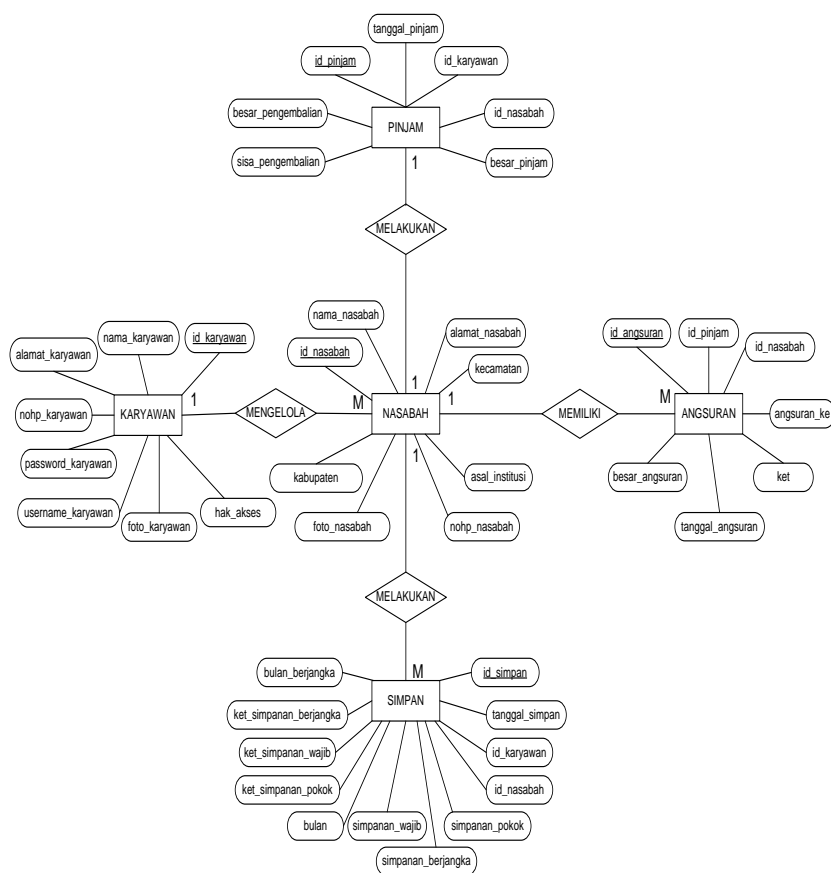 tanggal_pinjam
id_pinjam
id_karyawan
besar_pengembalian
PINJAM
id_nasabah
sisa_pengembalian
besar_pinjam
1
MELAKUKAN
nama_nasabah
id_nasabah
alamat_nasabah
kecamatan
1
nama_karyawan
id_karyawan
alamat_karyawan
nohp_karyawan
KARYAWAN
1
MENGELOLA
M
NASABAH
1
MEMILIKI
M
ANGSURAN
id_angsuran
id_pinjam
id_nasabah
angsuran_ke
besar_angsuran
ket
tanggal_angsuran
password_karyawan
username_karyawan
foto_karyawan
hak_akses
kabupaten
1
asal_institusi
foto_nasabah
nohp_nasabah
MELAKUKAN
M
bulan_berjangka
id_simpan
SIMPAN
ket_simpanan_berjangka
tanggal_simpan
ket_simpanan_wajib
id_karyawan
ket_simpanan_pokok
id_nasabah
bulan
simpanan_wajib
simpanan_pokok
simpanan_berjangka